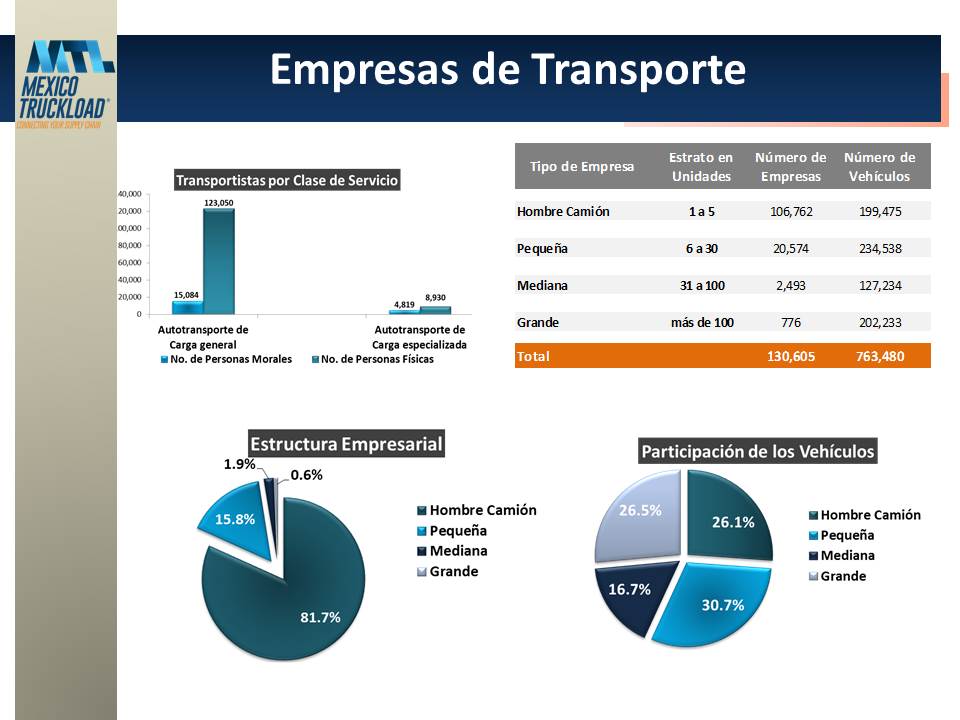 Empresas de Transporte
MTL
MEXICO
TRUCKLOAD®
CONNECTING YOUR SUPPLY CHAIN
Transportistas por Clase de Servicio
40,000
20,000
00,000
80,000
60,000
40,000
20,000
0
123,050
15,084
4,819
8,930
Autotransporte de Carga general
Autotransporte de Carga especializada
No. de Personas Morales
No. de Personas Físicas
Tipo de Empresa Estrato en Unidades Número de Empresas Número de Vehículos
Hombre Camión 1 a 5 106,762 199,475
Pequeña 6 a 30 20,574 234,538
Mediana 31 a 100 2,493 127,234
Grande más de 100 776 202,233
Total 130,605 763,480
Estructura Empresarial
1.9%
0.6%
15.8%
81.7%
Hombre Camión
Pequeña
Mediana
Grande
Participación de los Vehículos
26.5%
26.1%
16.7%
30.7%
Hombre Camión
Pequeña
Mediana
Grande